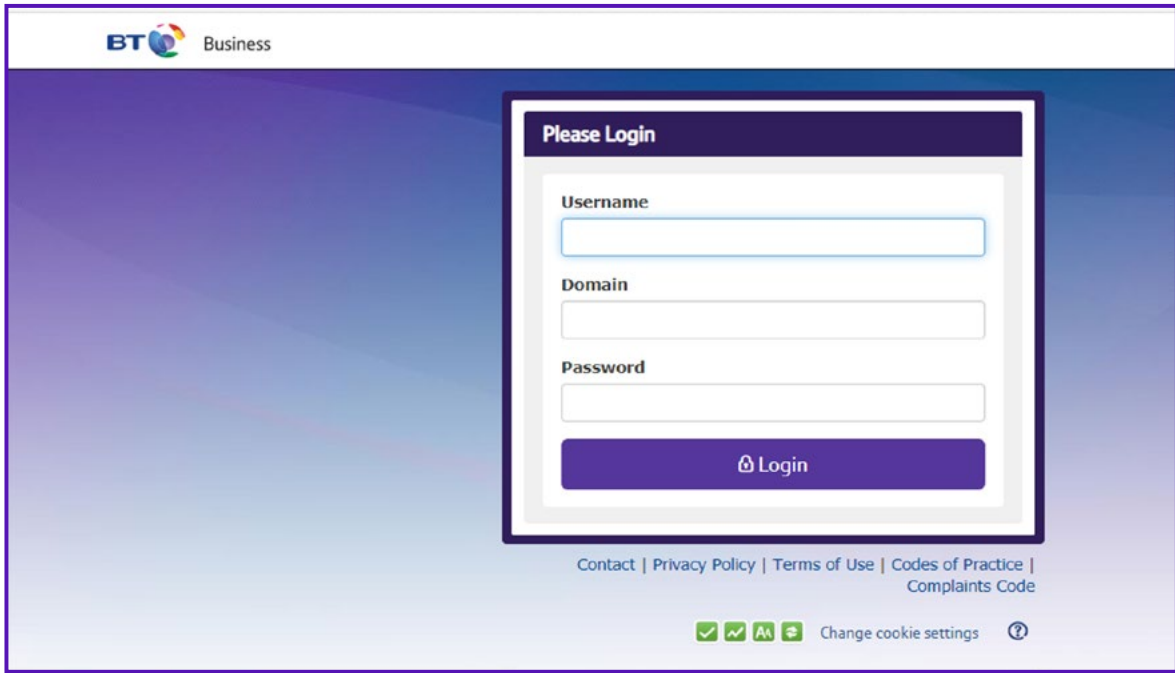 BT Business
Please Login
Username
Domain
Password
Login
Contact | Privacy Policy | Terms of Use | Codes of Practice |
Complaints Code
AA Change cookie settings ?